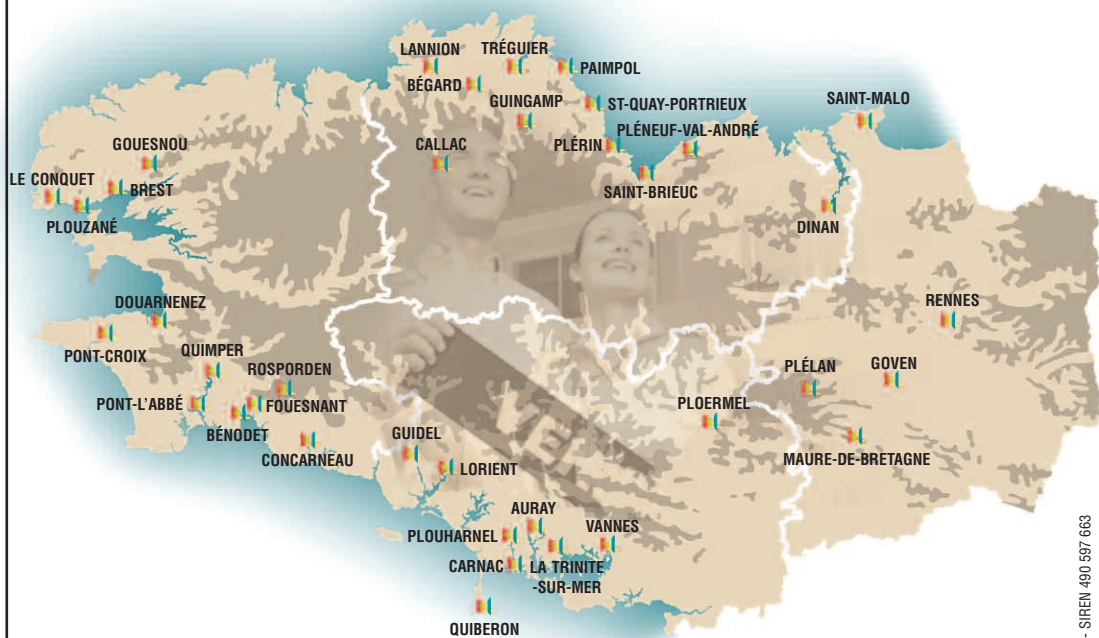 LANNION
TRÉGUIER
PAIMPOL
BÉGARD
GUINGAMP
ST-QUAY-PORTRIEUX
SAINT-MALO
PLÉNEUF-VAL-ANDRÉ
GOUESNOU
CALLAC
PLÉRIN
LE CONQUET
BREST
SAINT-BRIEUC
PLOUZANÉ
DINAN
DOUARNENEZ
RENNES
PONT-CROIX
QUIMPER
ROSPORDEN
PLÉLAN
GOVEN
PONT-L'ABBÉ
FOUESNANT
PLOERMEL
BÉNODET
GUIDEL
CONCARNEAU
MAURE-DE-BRETAGNE
LORIENT
AURAY
VANNES
PLOUHARNEL
CARNAC
LA TRINITE
-SUR-MER
QUIBERON
- SIREN 490 597 663